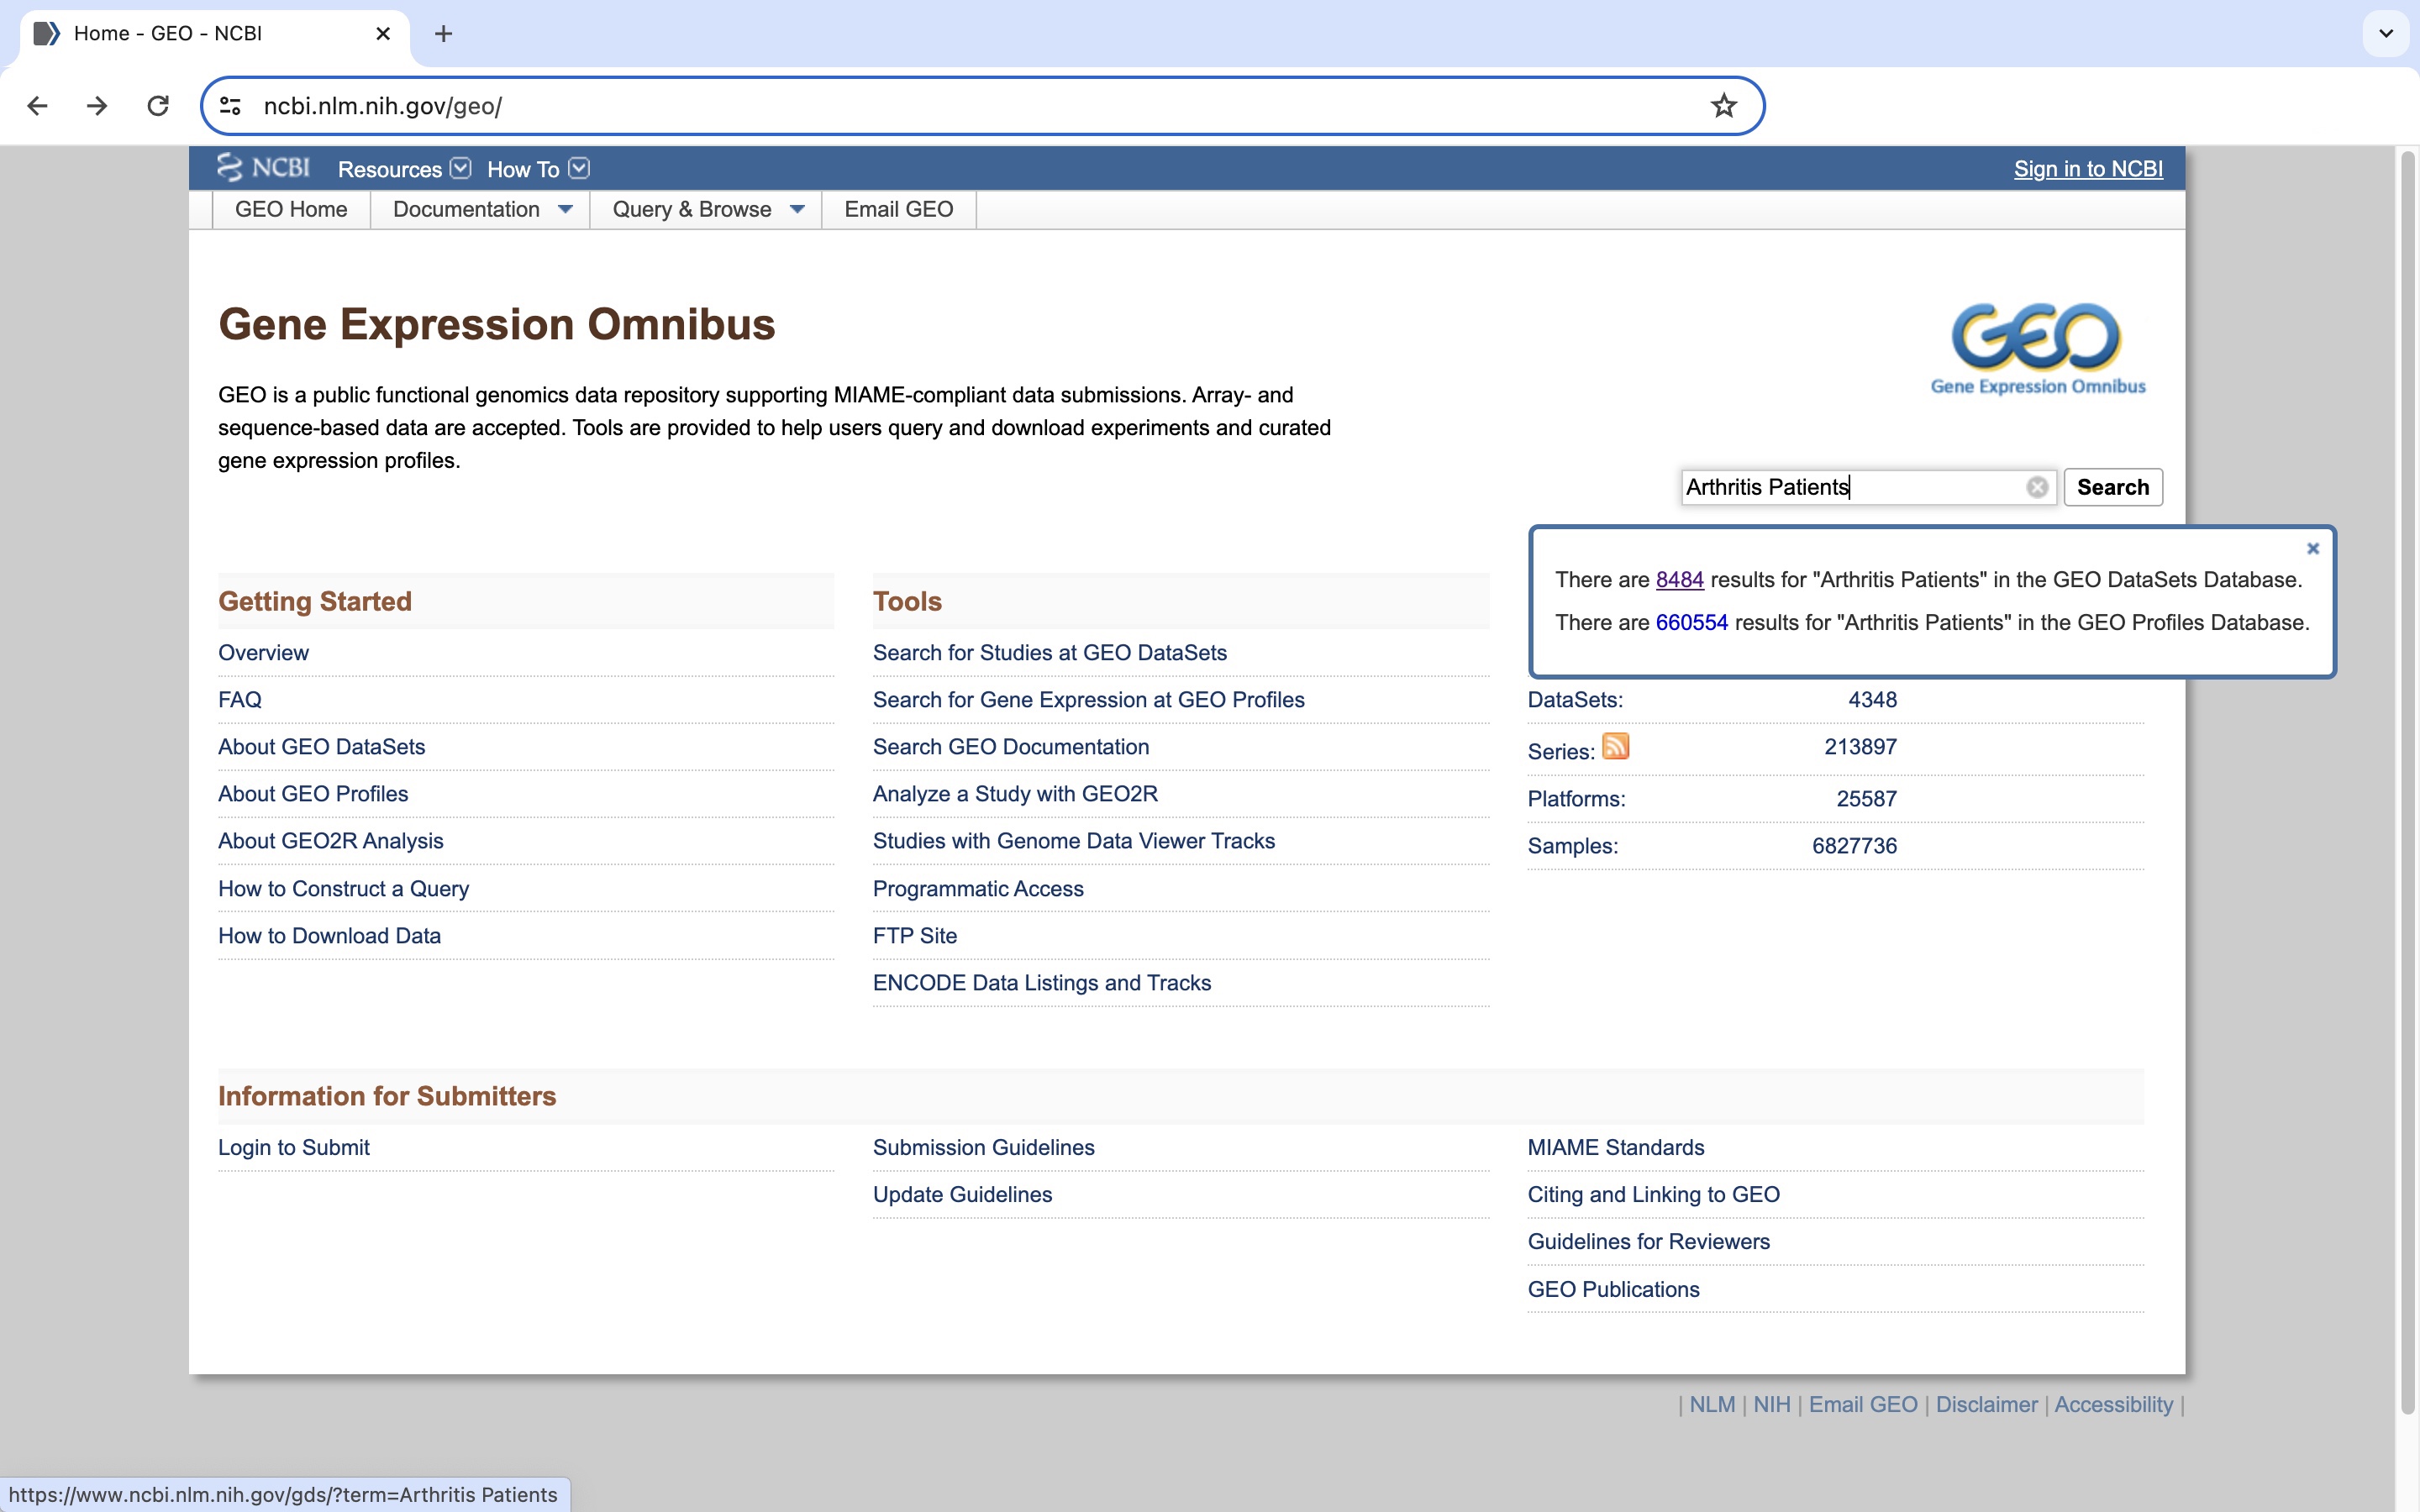 Home - GEO - NCBI
ncbi.nlm.nih.gov/geo/
NCBI Resources How To Sign in to NCBI
GEO Home Documentation Query & Browse Email GEO
Gene Expression Omnibus
GEO
Gene Expression Omnibus
GEO is a public functional genomics data repository supporting MIAME-compliant data submissions. Array- and
sequence-based data are accepted. Tools are provided to help users query and download experiments and curated
gene expression profiles.
Arthritis Patients Search
There are 8484 results for "Arthritis Patients" in the GEO DataSets Database.
There are 660554 results for "Arthritis Patients" in the GEO Profiles Database.
Getting Started
Overview
FAQ
About GEO DataSets
About GEO Profiles
About GEO2R Analysis
How to Construct a Query
How to Download Data
Tools
Search for Studies at GEO DataSets
Search for Gene Expression at GEO Profiles
Search GEO Documentation
Analyze a Study with GEO2R
Studies with Genome Data Viewer Tracks
Programmatic Access
FTP Site
ENCODE Data Listings and Tracks
DataSets: 4348
Series: 213897
Platforms: 25587
Samples: 6827736
Information for Submitters
Login to Submit
Submission Guidelines
Update Guidelines
MIAME Standards
Citing and Linking to GEO
Guidelines for Reviewers
GEO Publications
| NLM | NIH | Email GEO | Disclaimer | Accessibility |
https://www.ncbi.nlm.nih.gov/gds/?term=Arthritis Patients